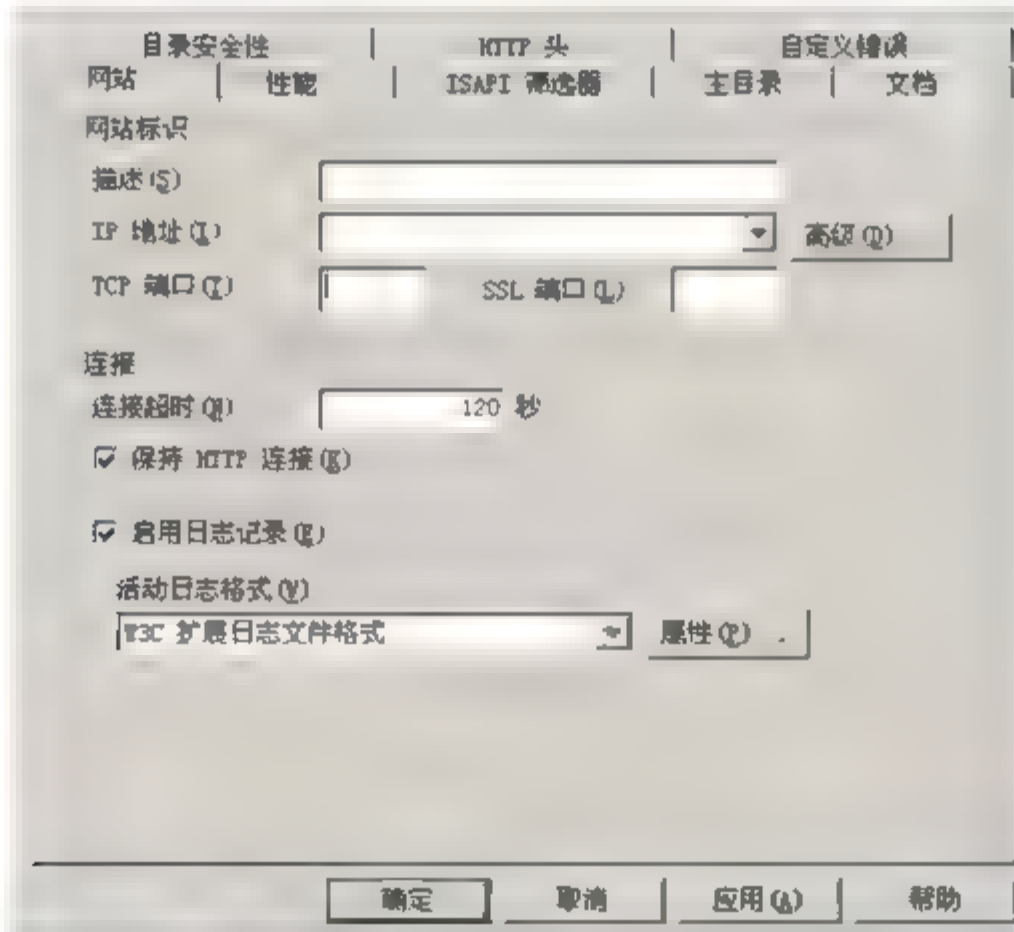 目录安全性 HTTP 头 自定义错误
网站 性能 ISAPI 筛选器 主目录 文档
网站标识
描述(S)
IP 地址(I) 高级(D)
TCP 端口(T) SSL 端口(L)
连接
连接超时(N) 120 秒
保持 HTTP 连接(K)
启用日志记录(E)
活动日志格式(V)
W3C 扩展日志文件格式 属性(P)
确定 取消 应用(A) 帮助